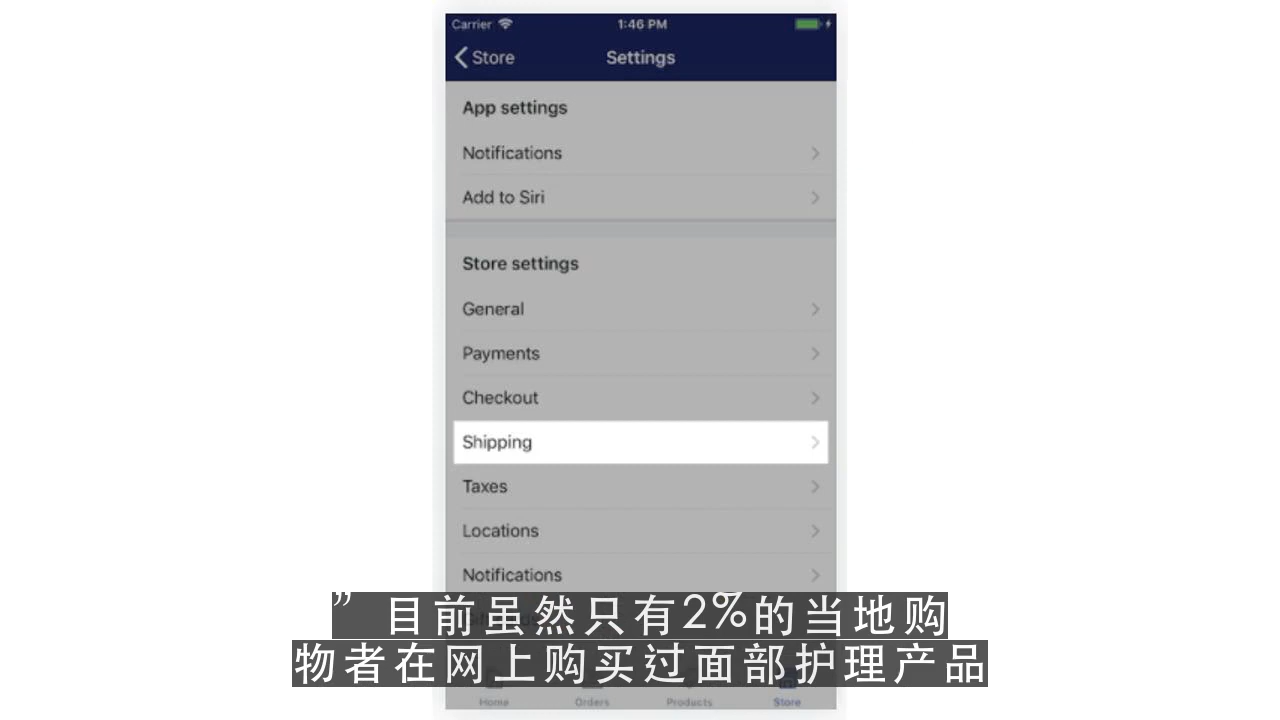 Carrier
1:46 PM
Store
Settings
App settings
Notifications
Add to Siri
Store settings
General
Payments
Checkout
Shipping
Taxes
Locations
Notifications
”目前虽然只有2%的当地购
物者在网上购买过面部护理产品
Home
Orders
Products
Store